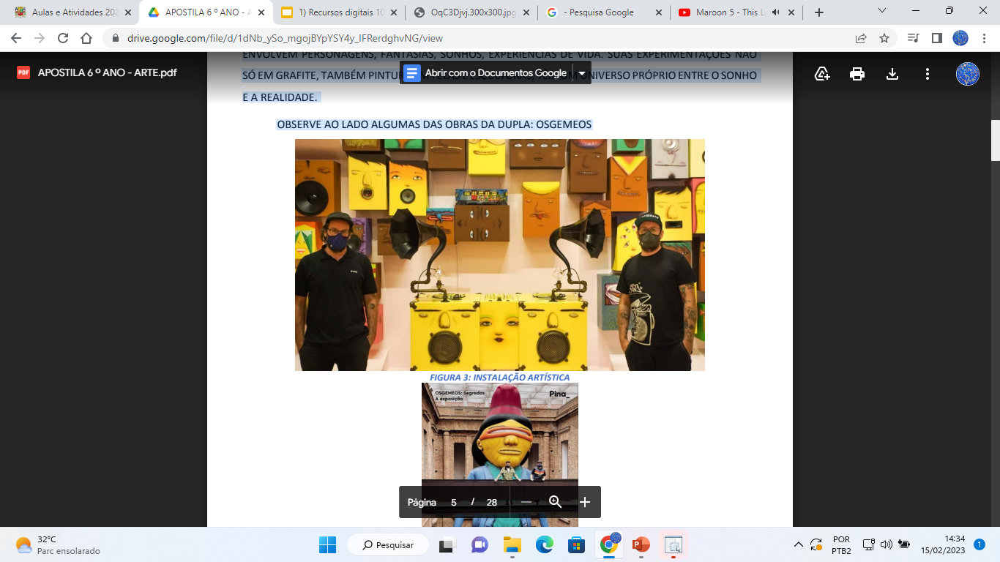 Aulas e Atividades 202
APOSTILA 6 º ANO - A
1) Recursos digitais 10
OqC3Djvj.300x300.jpg
- Pesquisa Google
Maroon 5 - This L
drive.google.com/file/d/1dNb_ySo_mgojBYpYSY4y_IFRerdghvNG/view
PDF APOSTILA 6 º ANO - ARTE.pdf
Abrir com o Documentos Google
ENVOLVEM PERSONAGENS, FANTASIAS, SONHOS, EXPERIÊNCIAS DE VIDA. SUAS EXPERIMENTAÇÕES NÃO
SÓ EM GRAFITE, TAMBÉM PINTUR UNIVERSO PRÓPRIO ENTRE O SONHO
E A REALIDADE.
OBSERVE AO LADO ALGUMAS DAS OBRAS DA DUPLA: OSGEMEOS
FIGURA 3: INSTALAÇÃO ARTÍSTICA
OSGEMEOS: Segredos
A exposição
Pina_
Página 5 / 28
32°C
Parc ensolarado
Pesquisar
POR
PTB2
14:34
15/02/2023
1